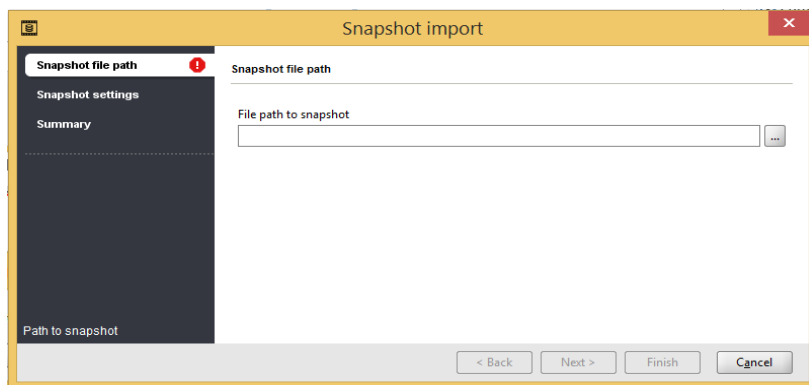 Snapshot import
Snapshot file path
Snapshot settings
Summary
Path to snapshot
Snapshot file path
File path to snapshot
...
< Back
Next >
Finish
Cancel